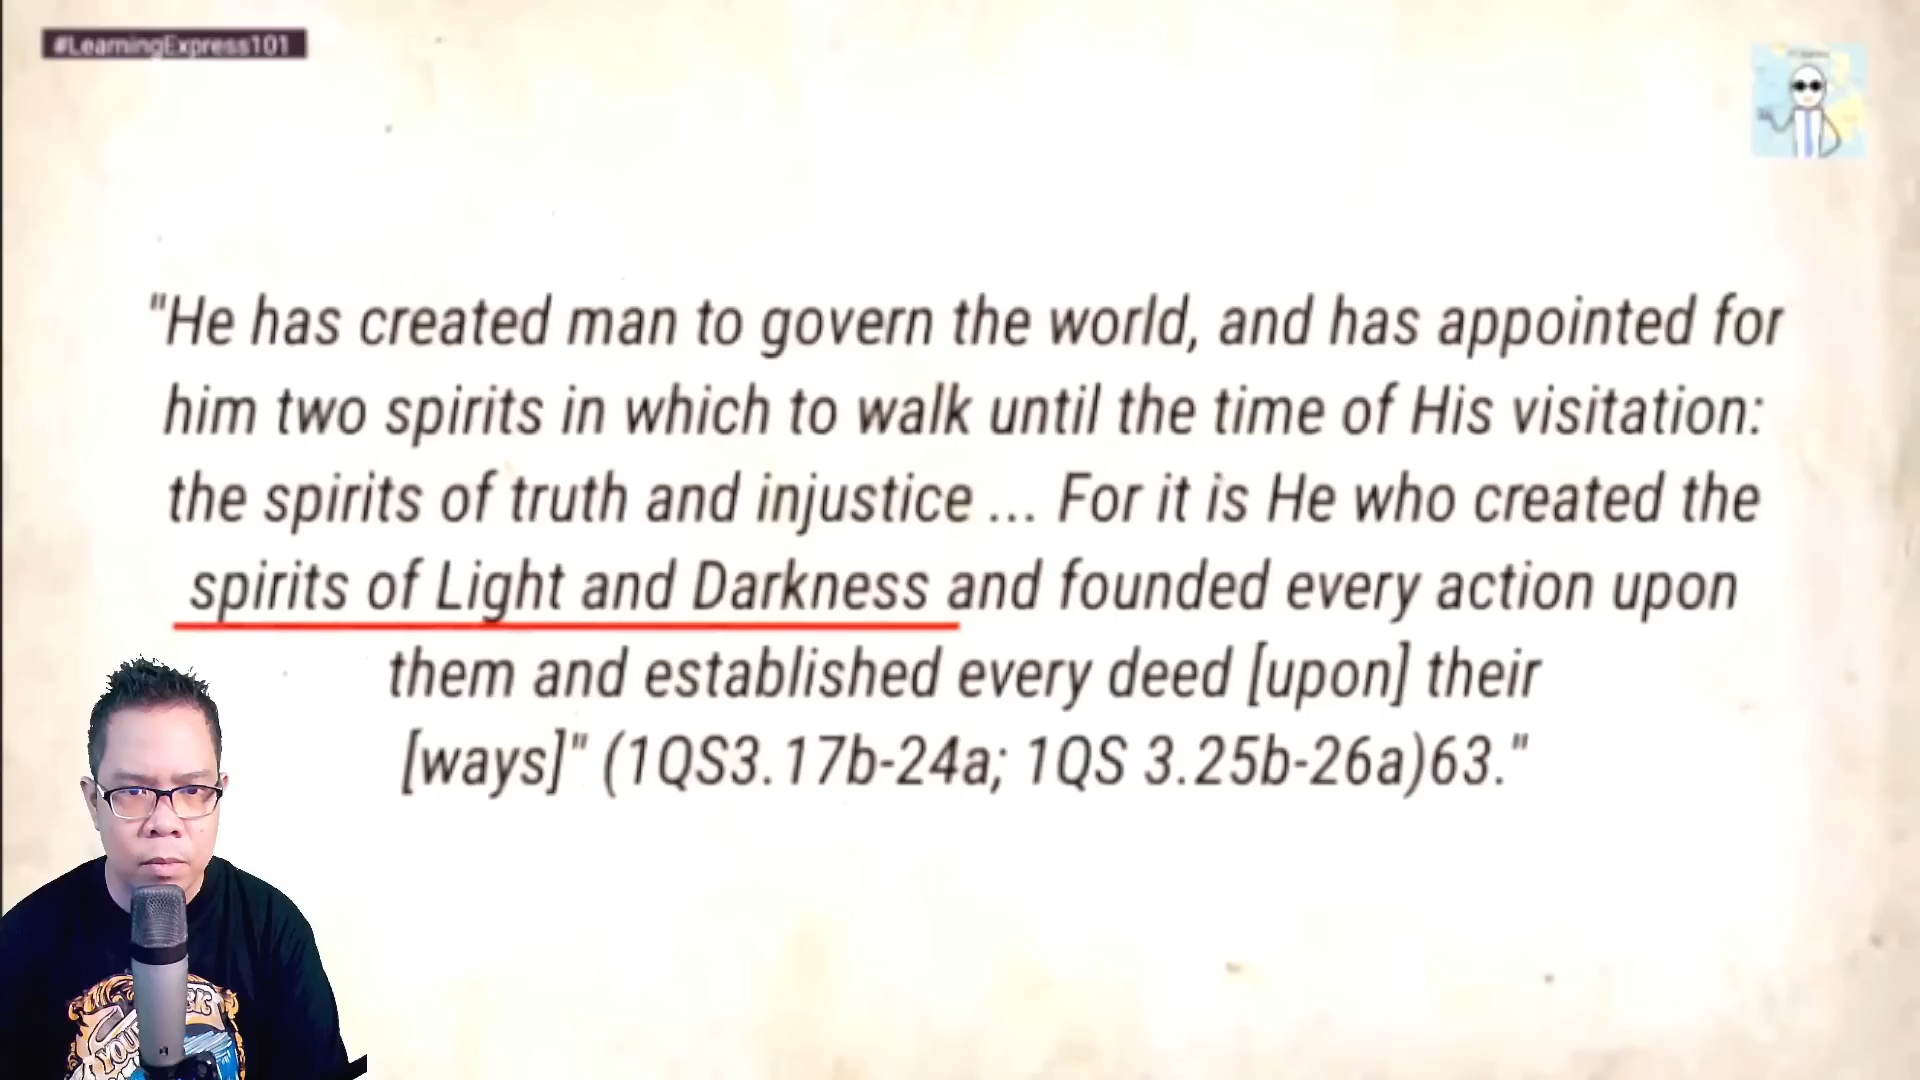 #LearningExpress101
"He has created man to govern the world, and has appointed for
him two spirits in which to walk until the time of His visitation:
the spirits of truth and injustice ... For it is He who created the
spirits of Light and Darkness and founded every action upon
them and established every deed [upon] their
[ways]" (1QS3.17b-24a; 1QS 3.25b-26a)63."
YOU